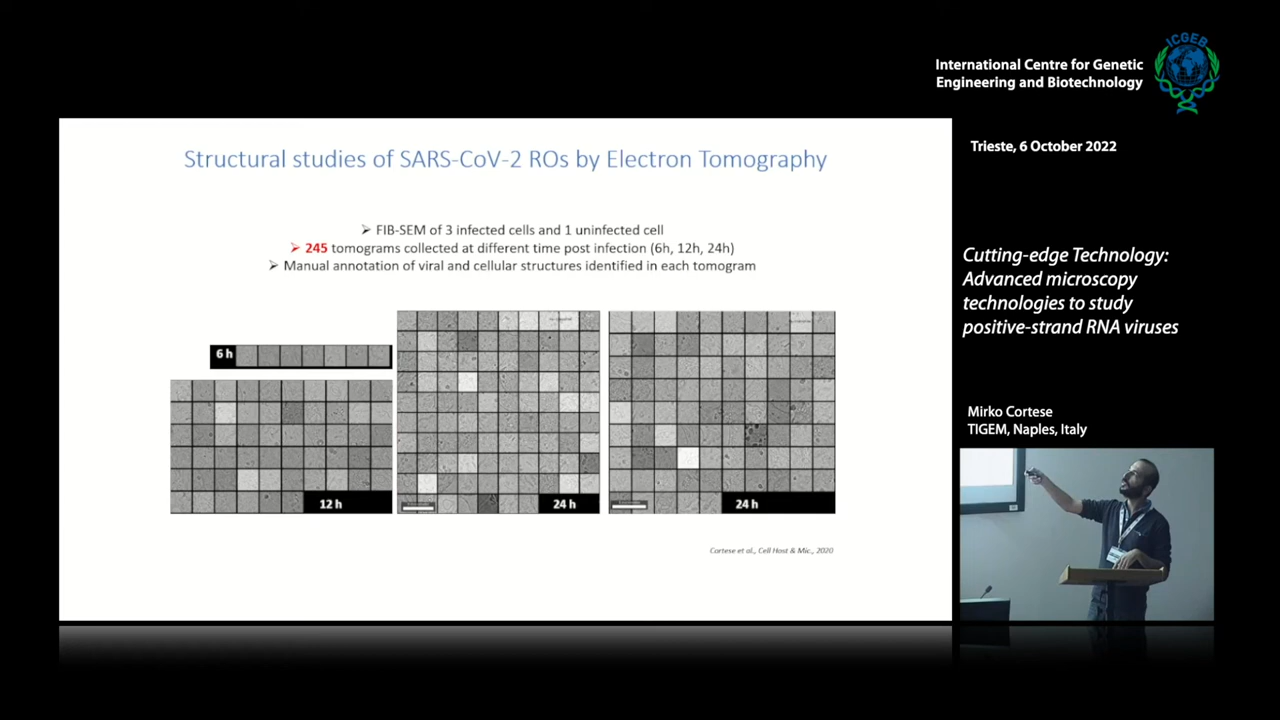 International Centre for Genetic
Engineering and Biotechnology
ICGEB
Trieste, 6 October 2022
Structural studies of SARS-CoV-2 ROs by Electron Tomography
➢ FIB-SEM of 3 infected cells and 1 uninfected cell
➢ 245 tomograms collected at different time post infection (6h, 12h, 24h)
➢ Manual annotation of viral and cellular structures identified in each tomogram
6 h
12 h
24 h
24 h
Cortese et al., Cell Host & Mic., 2020
Cutting-edge Technology:
Advanced microscopy
technologies to study
positive-strand RNA viruses
Mirko Cortese
TIGEM, Naples, Italy